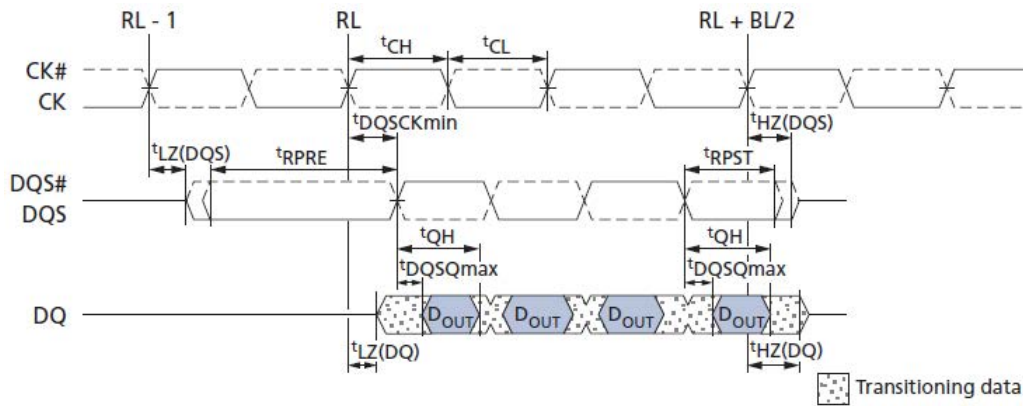 RL - 1 RL RL + BL/2
tCH tCL
CK#
CK
tDQSCKmin tHZ(DQS)
tLZ(DQS) tRPRE tRPST
DQS#
DQS
tQH tQH
tDQSQmax tDQSQmax
DQ DOUT DOUT DOUT DOUT
tLZ(DQ) tHZ(DQ)
Transitioning data